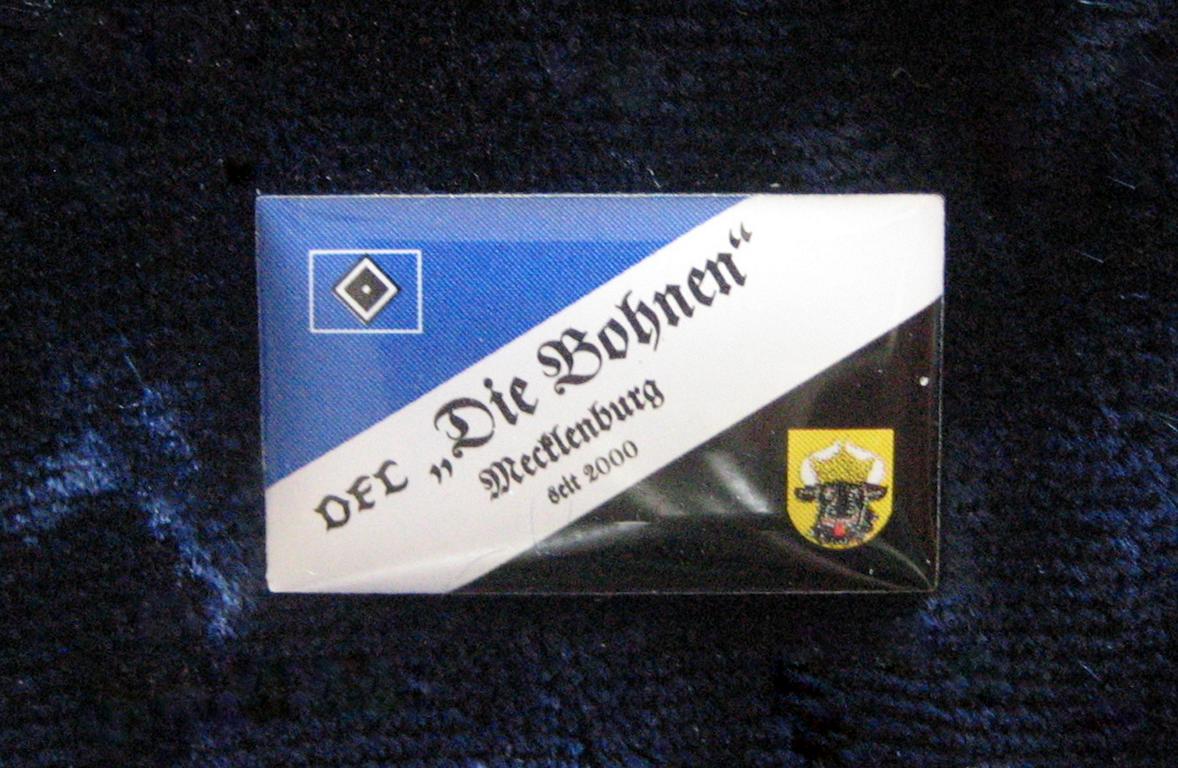 OFC „Die Bohnen“
Mecklenburg
seit 2000